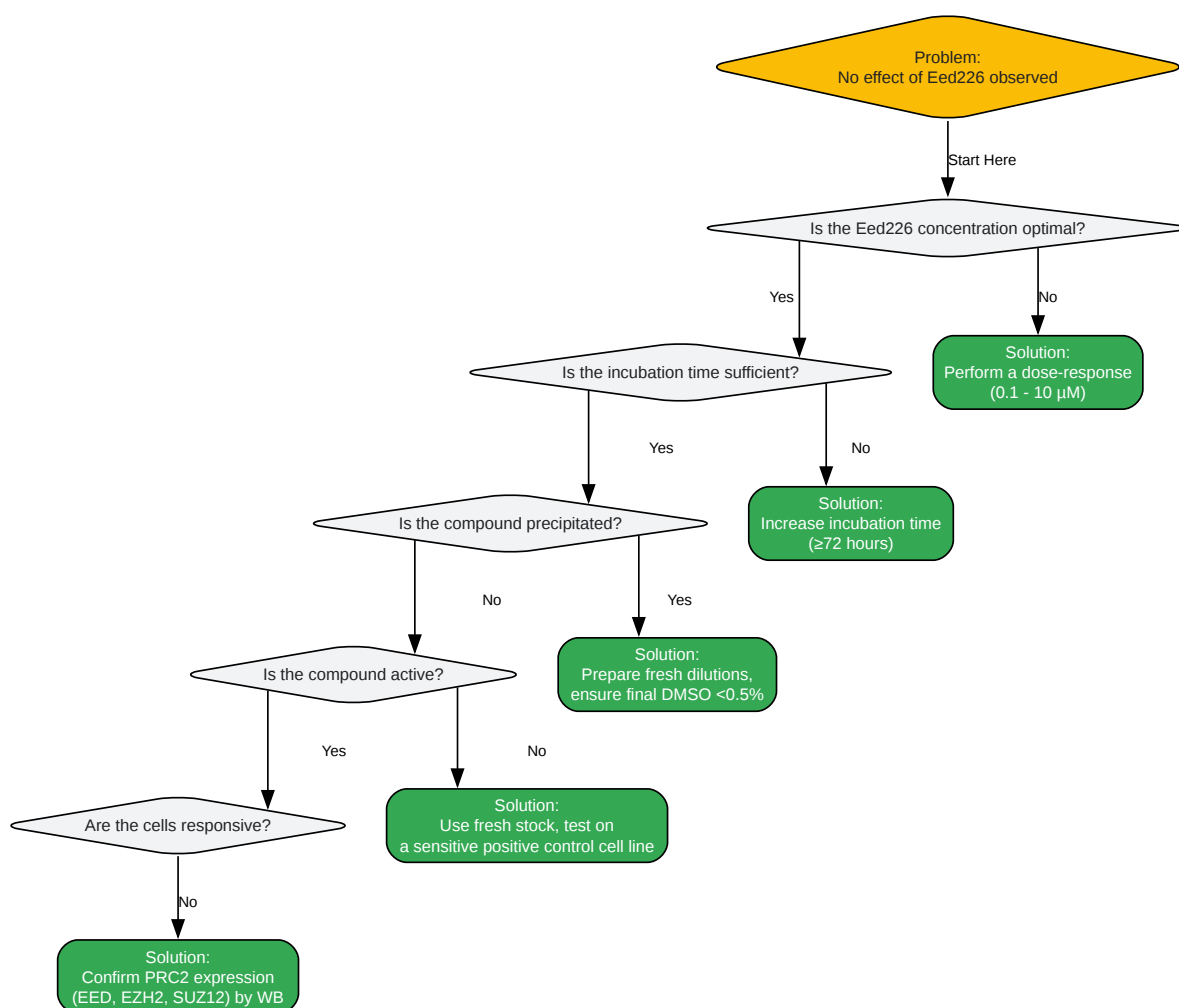 Problem:
No effect of Eed226 observed
Start Here
Is the Eed226 concentration optimal?
Yes
No
Solution:
Perform a dose-response
(0.1 - 10 µM)
Is the incubation time sufficient?
Yes
No
Solution:
Increase incubation time
(≥72 hours)
Is the compound precipitated?
No
Yes
Solution:
Prepare fresh dilutions,
ensure final DMSO <0.5%
Is the compound active?
Yes
No
Solution:
Use fresh stock, test on
a sensitive positive control cell line
Are the cells responsive?
No
Solution:
Confirm PRC2 expression
(EED, EZH2, SUZ12) by WB